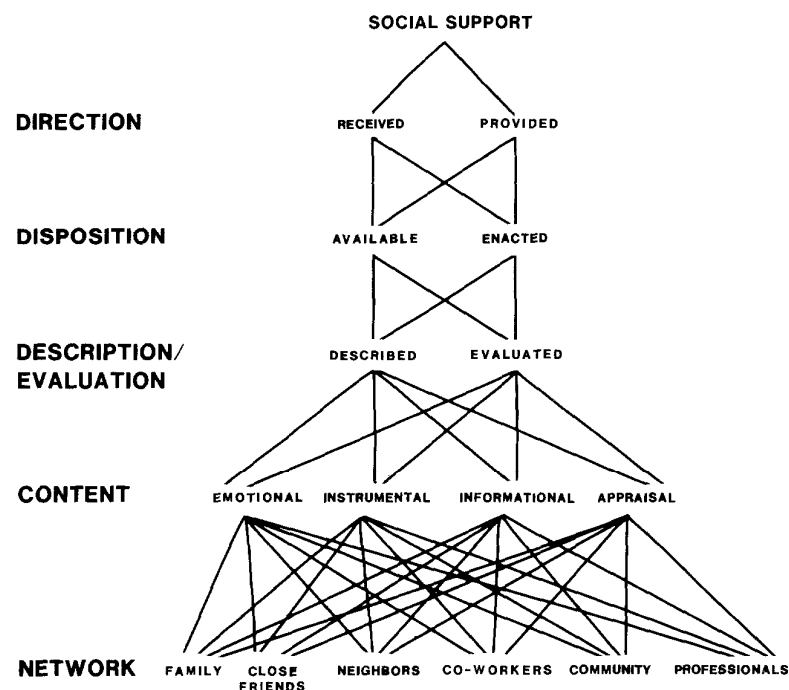 SOCIAL SUPPORT
DIRECTION
RECEIVED
PROVIDED
DISPOSITION
AVAILABLE
ENACTED
DESCRIPTION/
EVALUATION
DESCRIBED
EVALUATED
CONTENT
EMOTIONAL
INSTRUMENTAL
INFORMATIONAL
APPRAISAL
NETWORK
FAMILY
CLOSE
FRIENDS
NEIGHBORS
CO-WORKERS
COMMUNITY
PROFESSIONALS